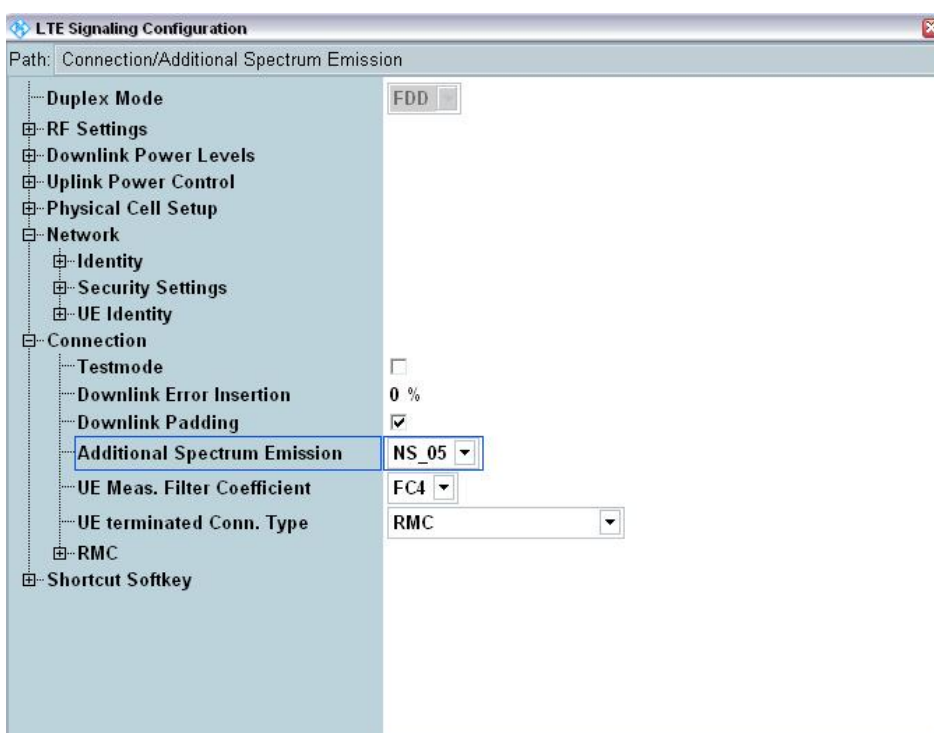 LTE Signaling Configuration
Path: Connection/Additional Spectrum Emission
Duplex Mode FDD
RF Settings
Downlink Power Levels
Uplink Power Control
Physical Cell Setup
Network
Identity
Security Settings
UE Identity
Connection
Testmode
Downlink Error Insertion 0 %
Downlink Padding
Additional Spectrum Emission NS_05
UE Meas. Filter Coefficient FC4
UE terminated Conn. Type RMC
RMC
Shortcut Softkey